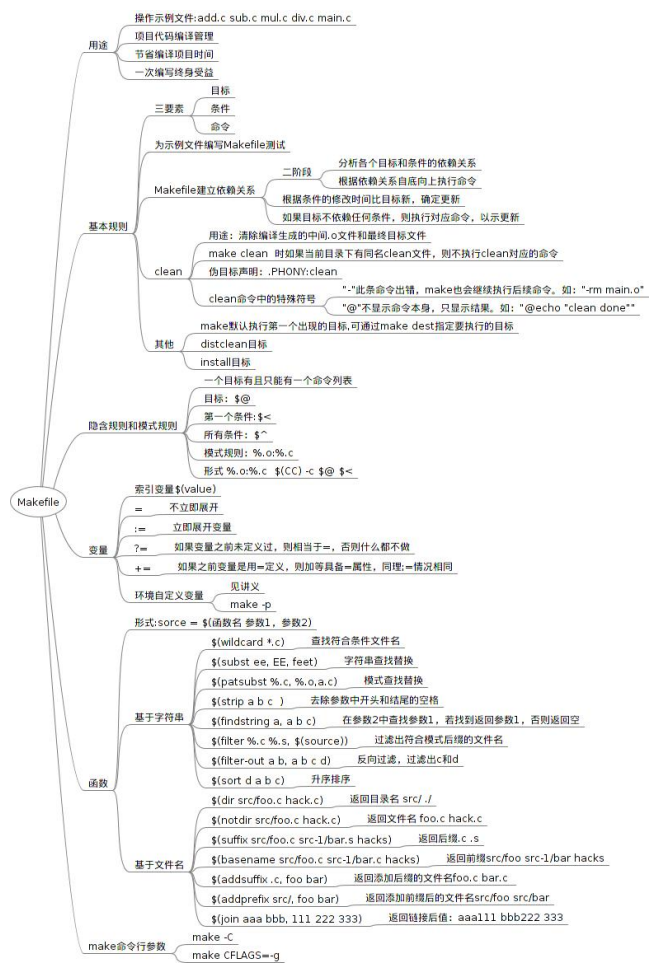 Makefile
用途
操作示例文件:add.c sub.c mul.c div.c main.c
项目代码编译管理
节省编译项目时间
一次编写终身受益
基本规则
三要素
目标
条件
命令
为示例文件编写Makefile测试
Makefile建立依赖关系
二阶段
分析各个目标和条件的依赖关系
根据依赖关系自底向上执行命令
根据条件的修改时间比目标新，确定更新
如果目标不依赖任何条件，则执行对应命令，以示更新
clean
用途：清除编译生成的中间.o文件和最终目标文件
make clean 时如果当前目录下有同名clean文件，则不执行clean对应的命令
伪目标声明：.PHONY:clean
clean命令中的特殊符号
"-"此条命令出错，make也会继续执行后续命令。如："-rm main.o"
"@"不显示命令本身，只显示结果。如："@echo "clean done""
其他
make默认执行第一个出现的目标,可通过make dest指定要执行的目标
distclean目标
install目标
隐含规则和模式规则
一个目标有且只能有一个命令列表
目标：$@
第一个条件:$<
所有条件：$^
模式规则：%.o:%.c
形式 %.o:%.c $(CC) -c $@ $<
变量
索引变量$(value)
= 不立即展开
:= 立即展开变量
?= 如果变量之前未定义过，则相当于=，否则什么都不做
+= 如果之前变量是用=定义，则加等具备=属性，同理;=情况相同
环境自定义变量
见讲义
make -p
函数
形式:sorce = $(函数名 参数1，参数2)
基于字符串
$(wildcard *.c) 查找符合条件文件名
$(subst ee, EE, feet) 字符串查找替换
$(patsubst %.c, %.o,a.c) 模式查找替换
$(strip a b c ) 去除参数中开头和结尾的空格
$(findstring a, a b c) 在参数2中查找参数1，若找到返回参数1，否则返回空
$(filter %.c %.s, $(source)) 过滤出符合模式后缀的文件名
$(filter-out a b, a b c d) 反向过滤，过滤出c和d
$(sort d a b c) 升序排序
基于文件名
$(dir src/foo.c hack.c) 返回目录名 src/ ./
$(notdir src/foo.c hack.c) 返回文件名 foo.c hack.c
$(suffix src/foo.c src-1/bar.s hacks) 返回后缀.c .s
$(basename src/foo.c src-1/bar.c hacks) 返回前缀src/foo src-1/bar hacks
$(addsuffix .c, foo bar) 返回添加后缀的文件名foo.c bar.c
$(addprefix src/, foo bar) 返回添加前缀后的文件名src/foo src/bar
$(join aaa bbb, 111 222 333) 返回链接后值：aaa111 bbb222 333
make命令行参数
make -C
make CFLAGS=-g